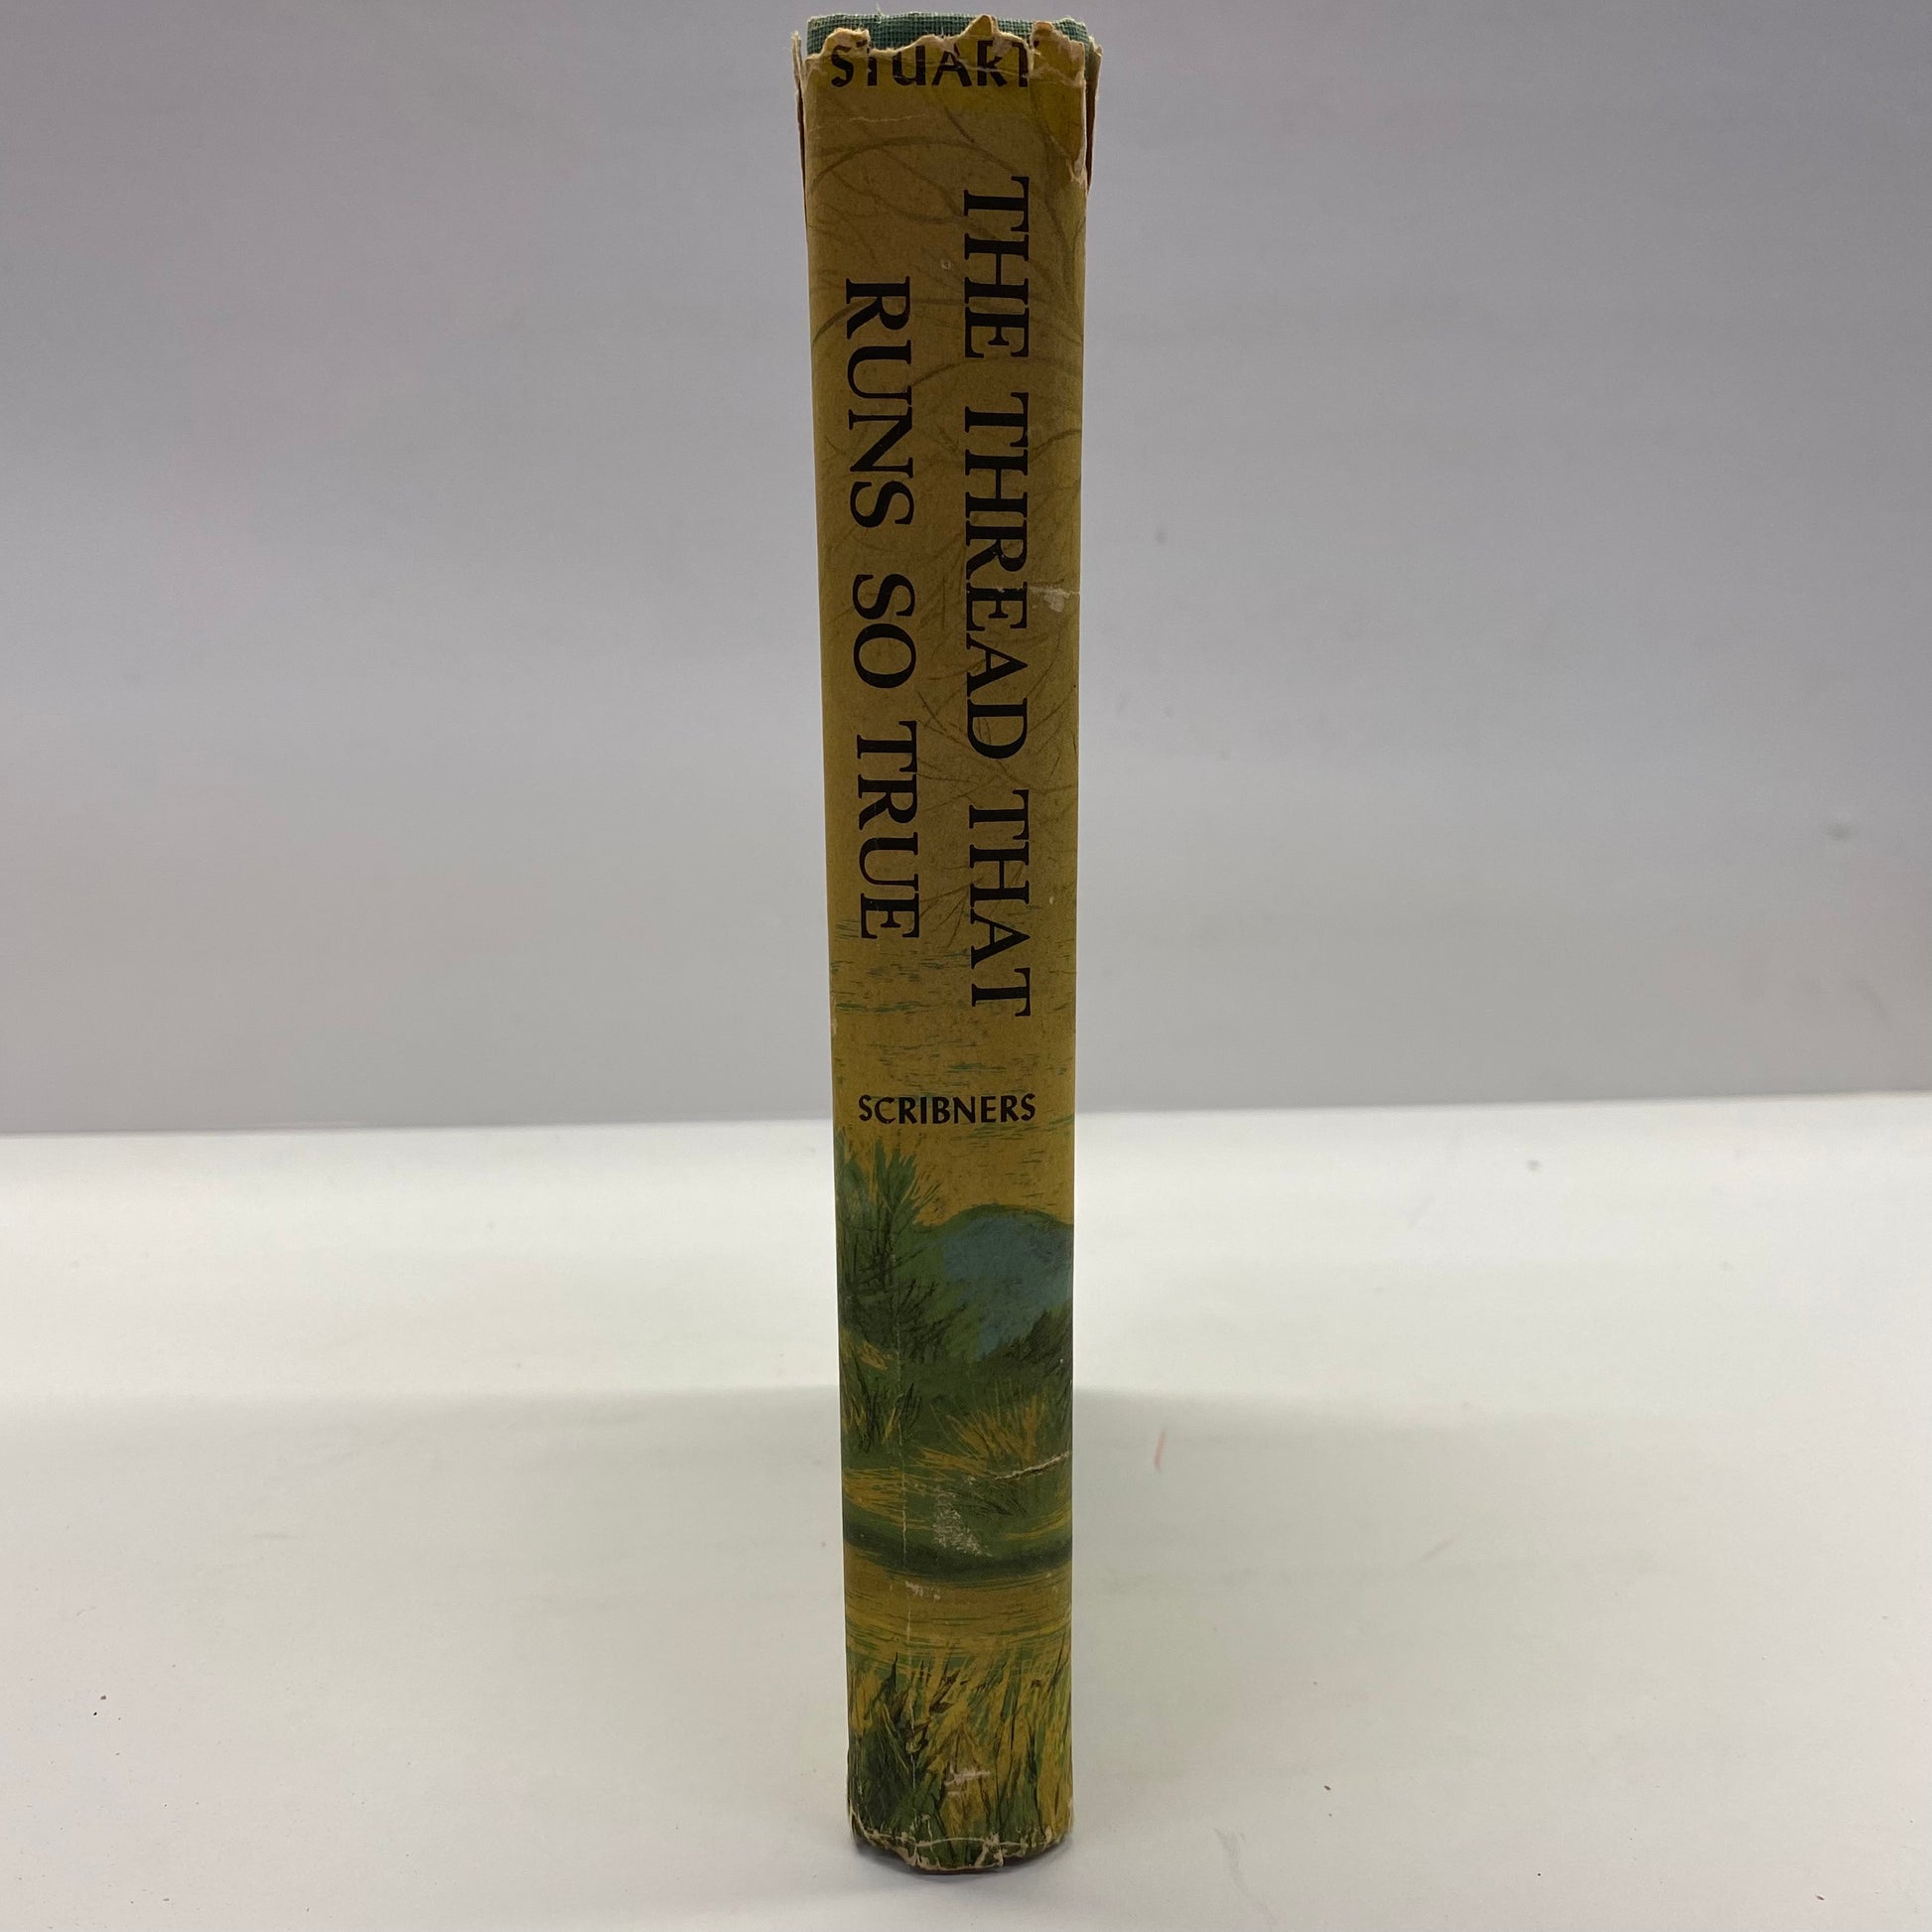 STUART
THE THREAD THAT
RUNS SO TRUE
SCRIBNERS